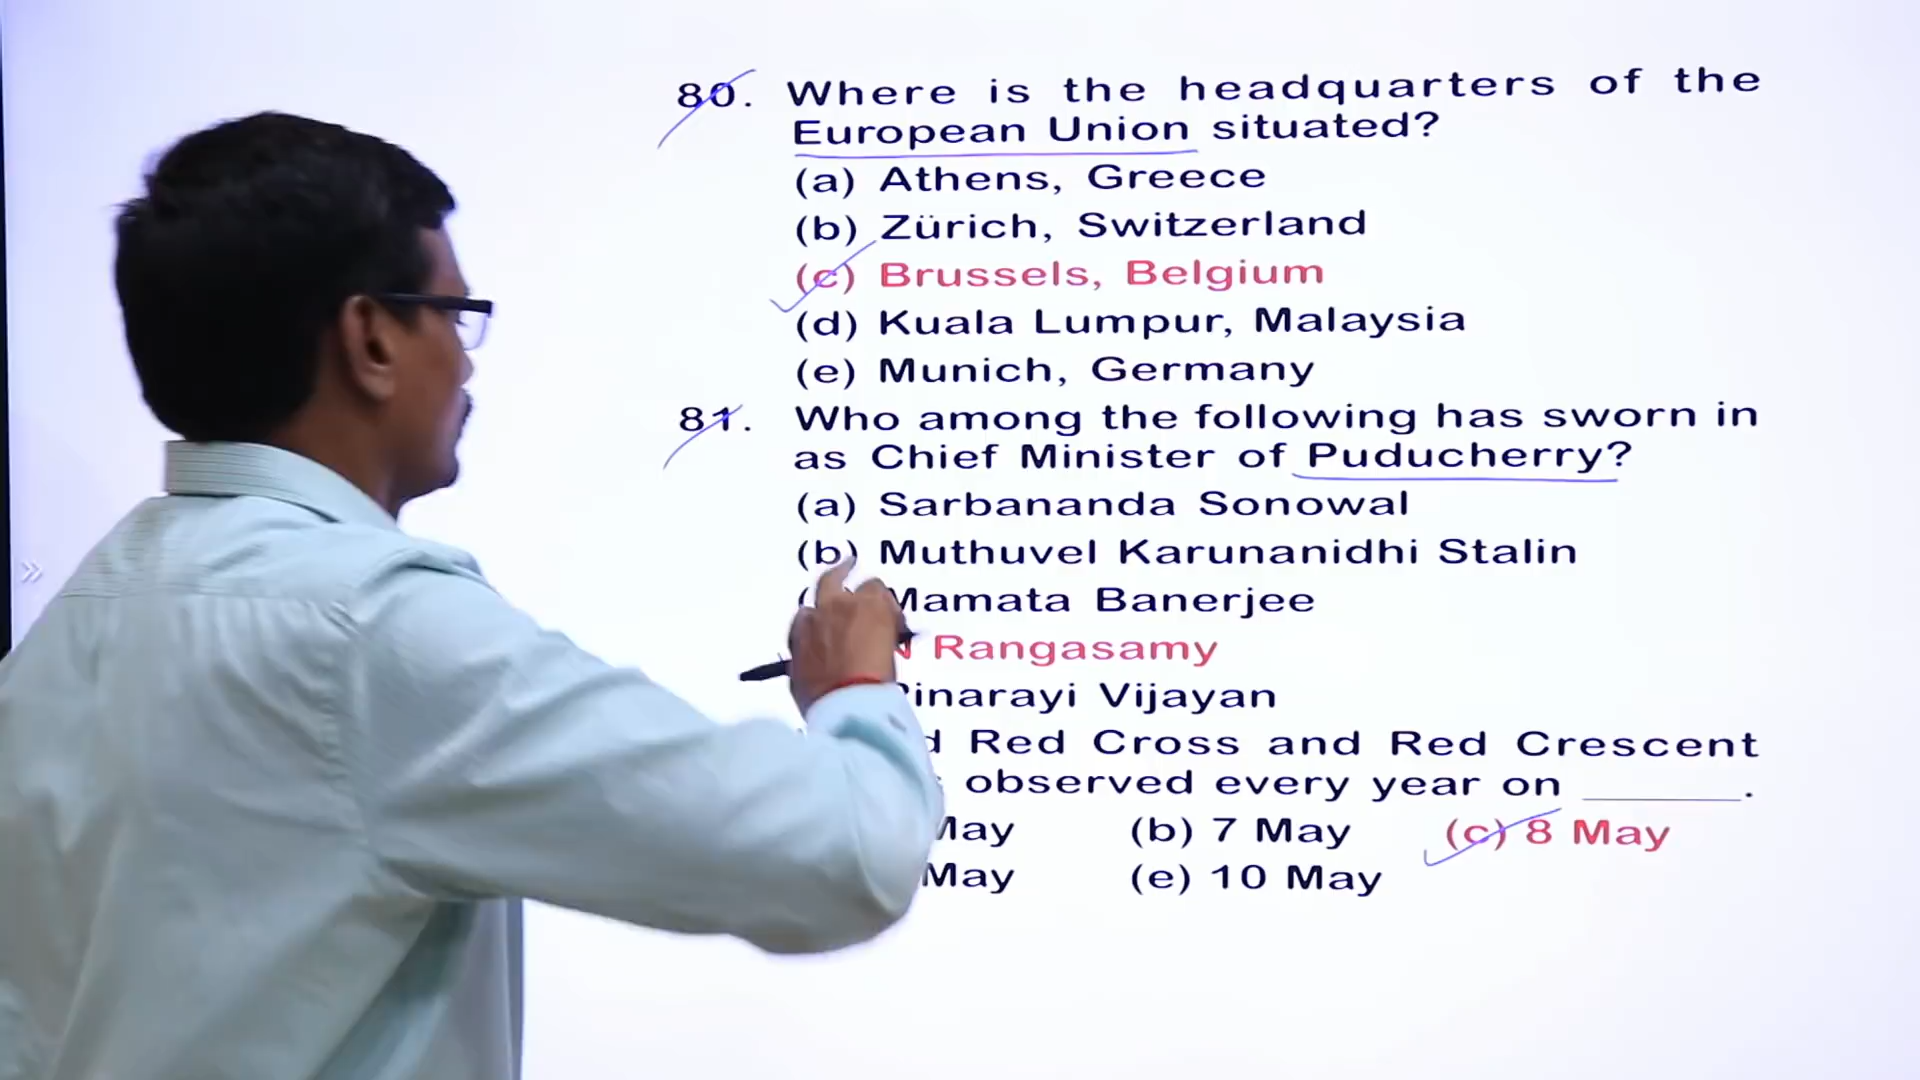 80. Where is the headquarters of the
European Union situated?
(a) Athens, Greece
(b) Zürich, Switzerland
(c) Brussels, Belgium
(d) Kuala Lumpur, Malaysia
(e) Munich, Germany
81. Who among the following has sworn in
as Chief Minister of Puducherry?
(a) Sarbananda Sonowal
(b) Muthuvel Karunanidhi Stalin
Mamata Banerjee
N Rangasamy
Pinarayi Vijayan
Red Cross and Red Crescent
observed every year on ______.
May (b) 7 May (c) 8 May
May (e) 10 May